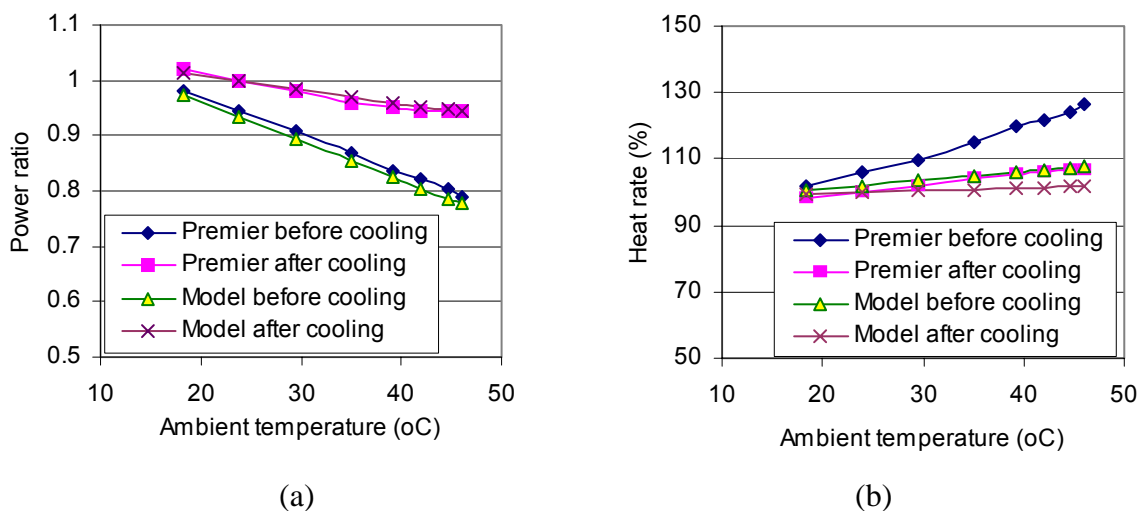 1.1
1
0.9
0.8
0.7
0.6
0.5
Power ratio
Premier before cooling
Premier after cooling
Model before cooling
Model after cooling
10
20
30
40
50
Ambient temperature (oC)
(a)
150
130
110
90
70
50
Heat rate (%)
Premier before cooling
Premier after cooling
Model before cooling
Model after cooling
10
20
30
40
50
Ambient temperature (oC)
(b)